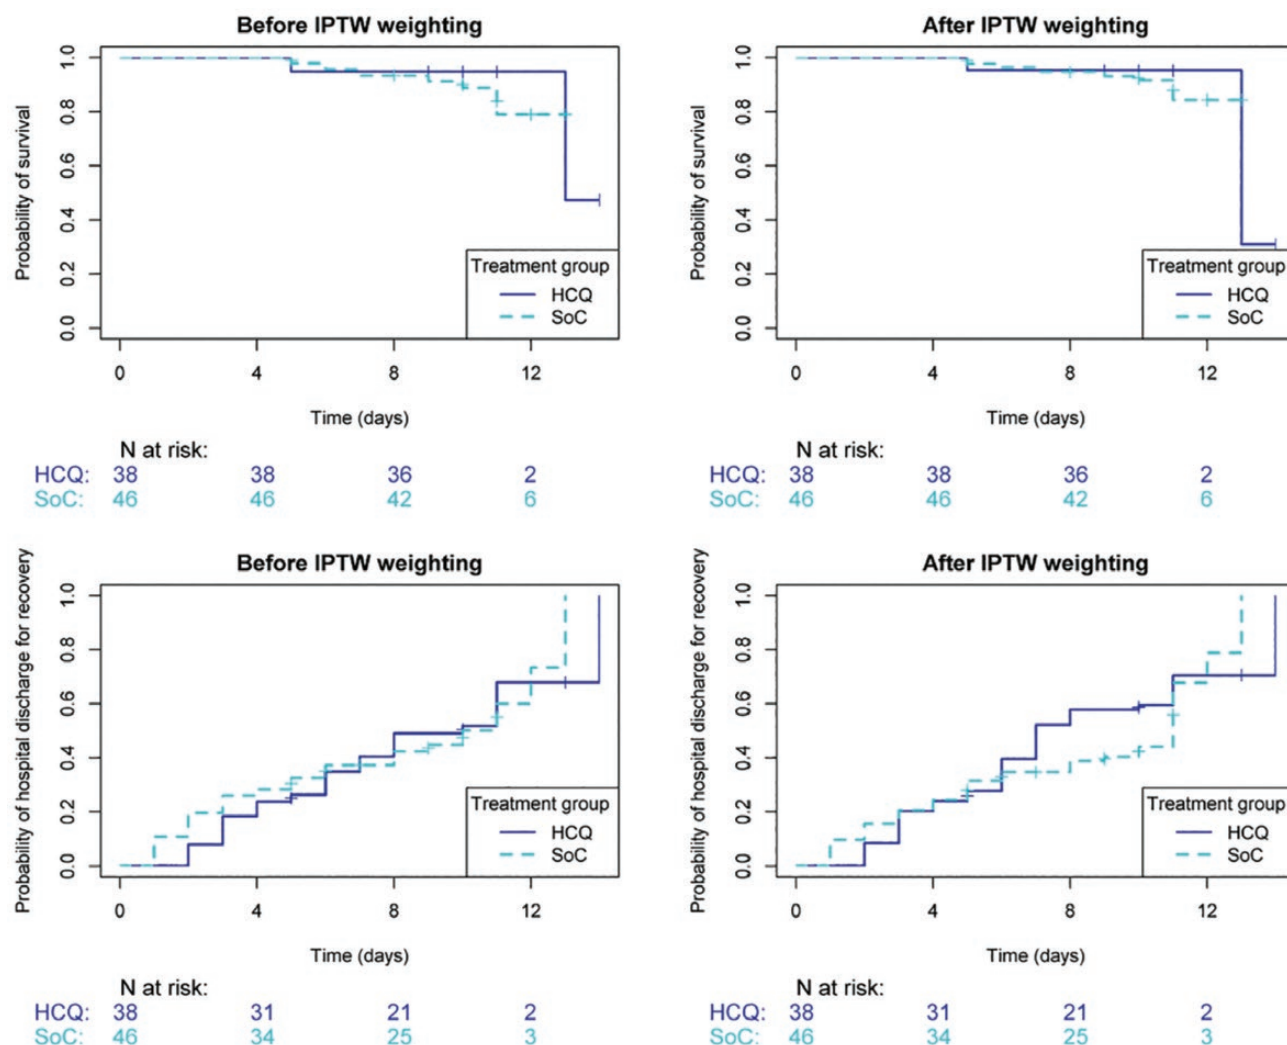 Before IPTW weighting
Probability of survival
1.0
0.8
0.6
0.4
0.2
0.0
Treatment group
HCQ
SoC
0 4 8 12
Time (days)
N at risk:
HCQ: 38 38 36 2
SoC: 46 46 42 6
After IPTW weighting
Probability of survival
1.0
0.8
0.6
0.4
0.2
0.0
Treatment group
HCQ
SoC
0 4 8 12
Time (days)
N at risk:
HCQ: 38 38 36 2
SoC: 46 46 42 6
Before IPTW weighting
Probability of hospital discharge for recovery
1.0
0.8
0.6
0.4
0.2
0.0
Treatment group
HCQ
SoC
0 4 8 12
Time (days)
N at risk:
HCQ: 38 31 21 2
SoC: 46 34 25 3
After IPTW weighting
Probability of hospital discharge for recovery
1.0
0.8
0.6
0.4
0.2
0.0
Treatment group
HCQ
SoC
0 4 8 12
Time (days)
N at risk:
HCQ: 38 31 21 2
SoC: 46 34 25 3